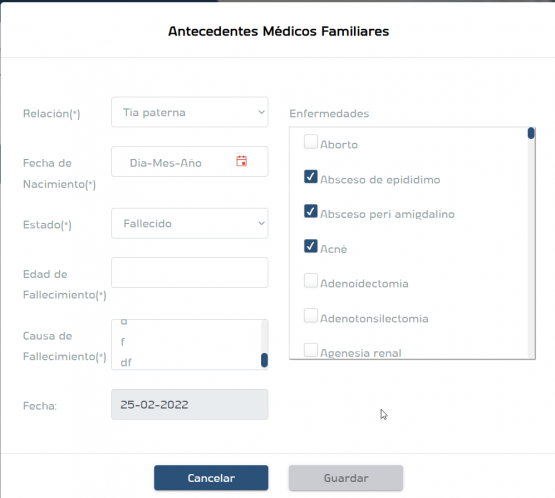 Antecedentes Médicos Familiares
Relación(*)
Tia paterna
Fecha de
Nacimiento(*)
Dia-Mes-Año
Estado(*)
Fallecido
Edad de
Fallecimiento(*)
Causa de
Fallecimiento(*)
f
df
Fecha:
25-02-2022
Enfermedades
Aborto
Absceso de epididimo
Absceso peri amigdalino
Acné
Adenoidectomia
Adenotonsilectomia
Agenesia renal
Cancelar
Guardar